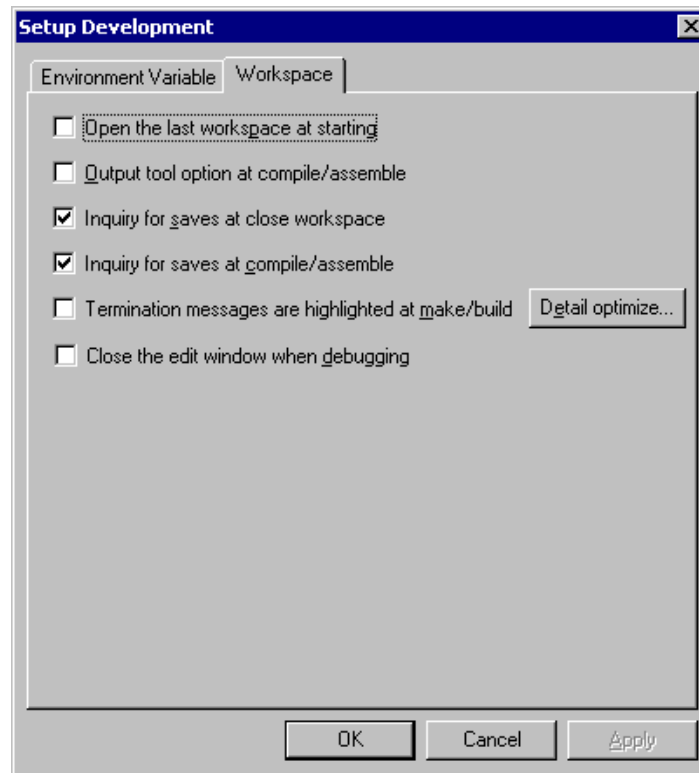 Setup Development
Environment Variable Workspace
Open the last workspace at starting
Output tool option at compile/assemble
Inquiry for saves at close workspace
Inquiry for saves at compile/assemble
Termination messages are highlighted at make/build Detail optimize...
Close the edit window when debugging
OK Cancel Apply